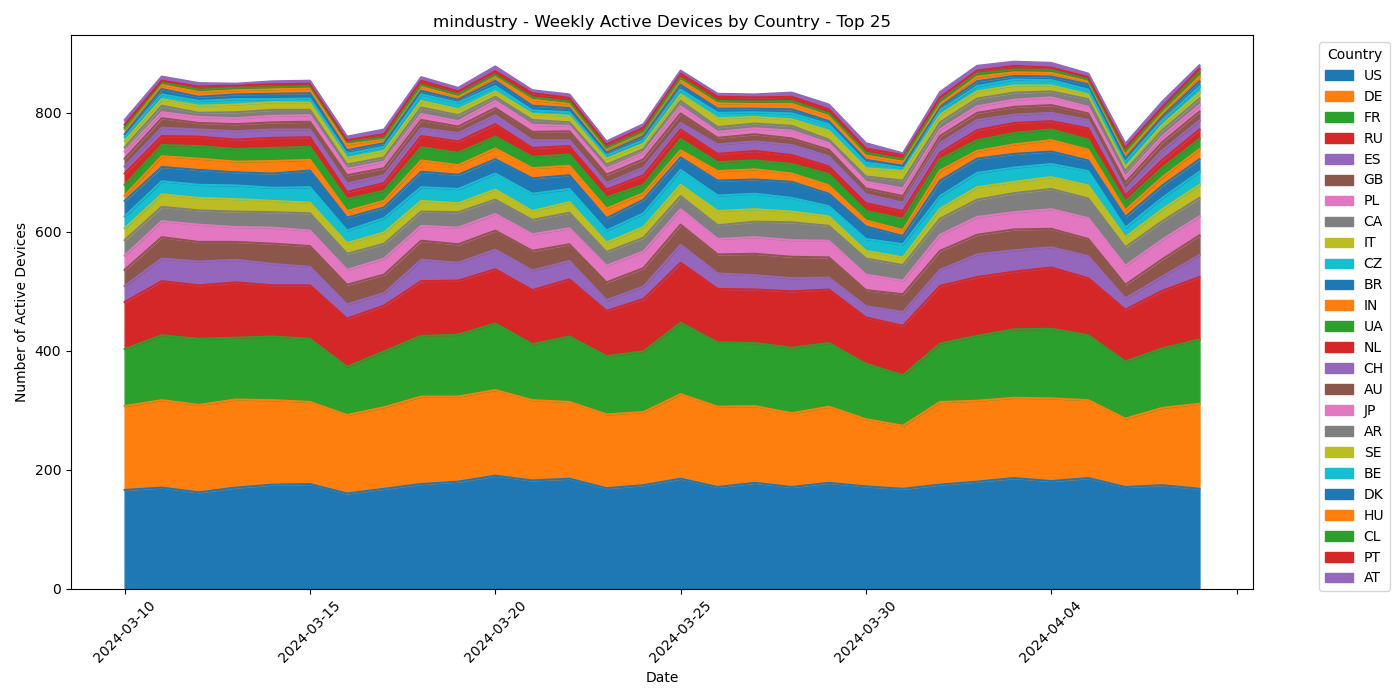 mindustry - Weekly Active Devices by Country - Top 25
Number of Active Devices
800
600
400
200
0
2024-03-10
2024-03-15
2024-03-20
2024-03-25
2024-03-30
2024-04-04
Date
Country
US
DE
FR
RU
ES
GB
PL
CA
IT
CZ
BR
IN
UA
NL
CH
AU
JP
AR
SE
BE
DK
HU
CL
PT
AT